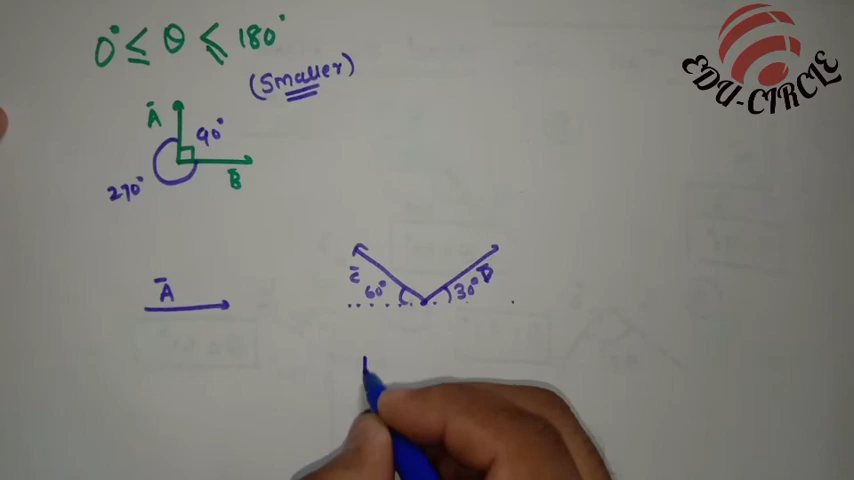 0° ≤ θ ≤ 180°
(Smaller)
Ā
90°
270°
B̄
EDU-CIRCLE
Ā
C̄
60°
30°
D̄